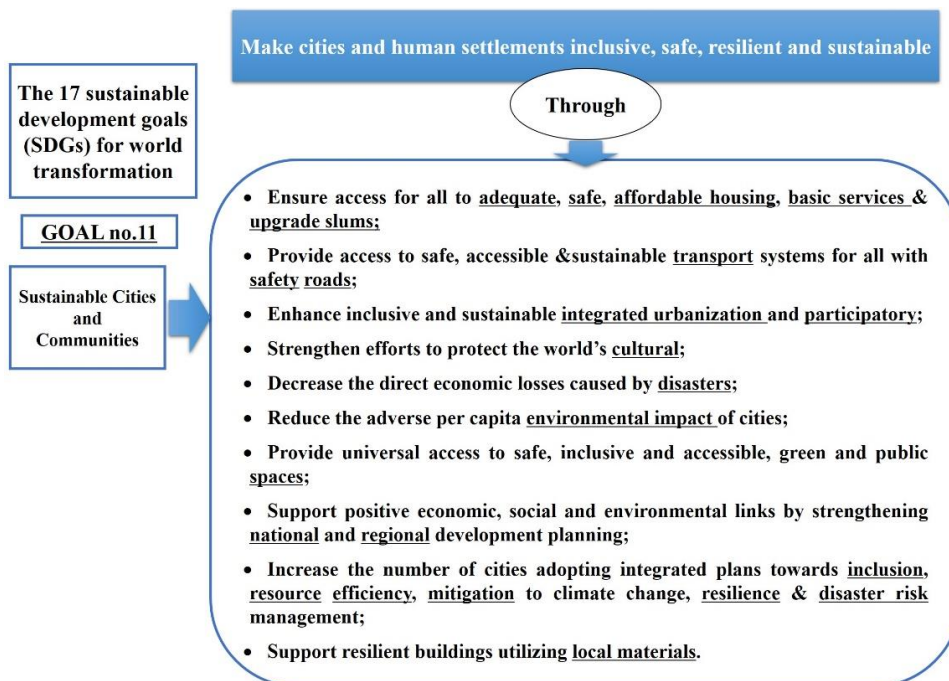 Make cities and human settlements inclusive, safe, resilient and sustainable
Through
The 17 sustainable
development goals
(SDGs) for world
transformation
GOAL no.11
Sustainable Cities
and
Communities
• Ensure access for all to adequate, safe, affordable housing, basic services &
upgrade slums;
• Provide access to safe, accessible &sustainable transport systems for all with
safety roads;
• Enhance inclusive and sustainable integrated urbanization and participatory;
• Strengthen efforts to protect the world's cultural;
• Decrease the direct economic losses caused by disasters;
• Reduce the adverse per capita environmental impact of cities;
• Provide universal access to safe, inclusive and accessible, green and public
spaces;
• Support positive economic, social and environmental links by strengthening
national and regional development planning;
• Increase the number of cities adopting integrated plans towards inclusion,
resource efficiency, mitigation to climate change, resilience & disaster risk
management;
• Support resilient buildings utilizing local materials.